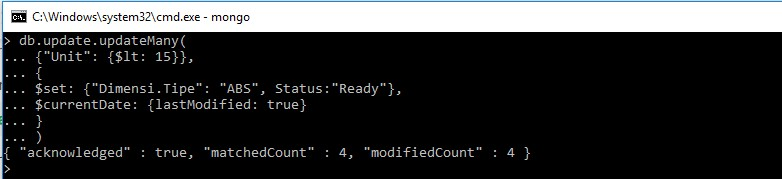 C:\Windows\system32\cmd.exe - mongo
> db.update.updateMany(
... {"Unit": {$lt: 15}},
... {
... $set: {"Dimensi.Tipe": "ABS", Status:"Ready"},
... $currentDate: {lastModified: true}
... }
... )
{ "acknowledged" : true, "matchedCount" : 4, "modifiedCount" : 4 }
>